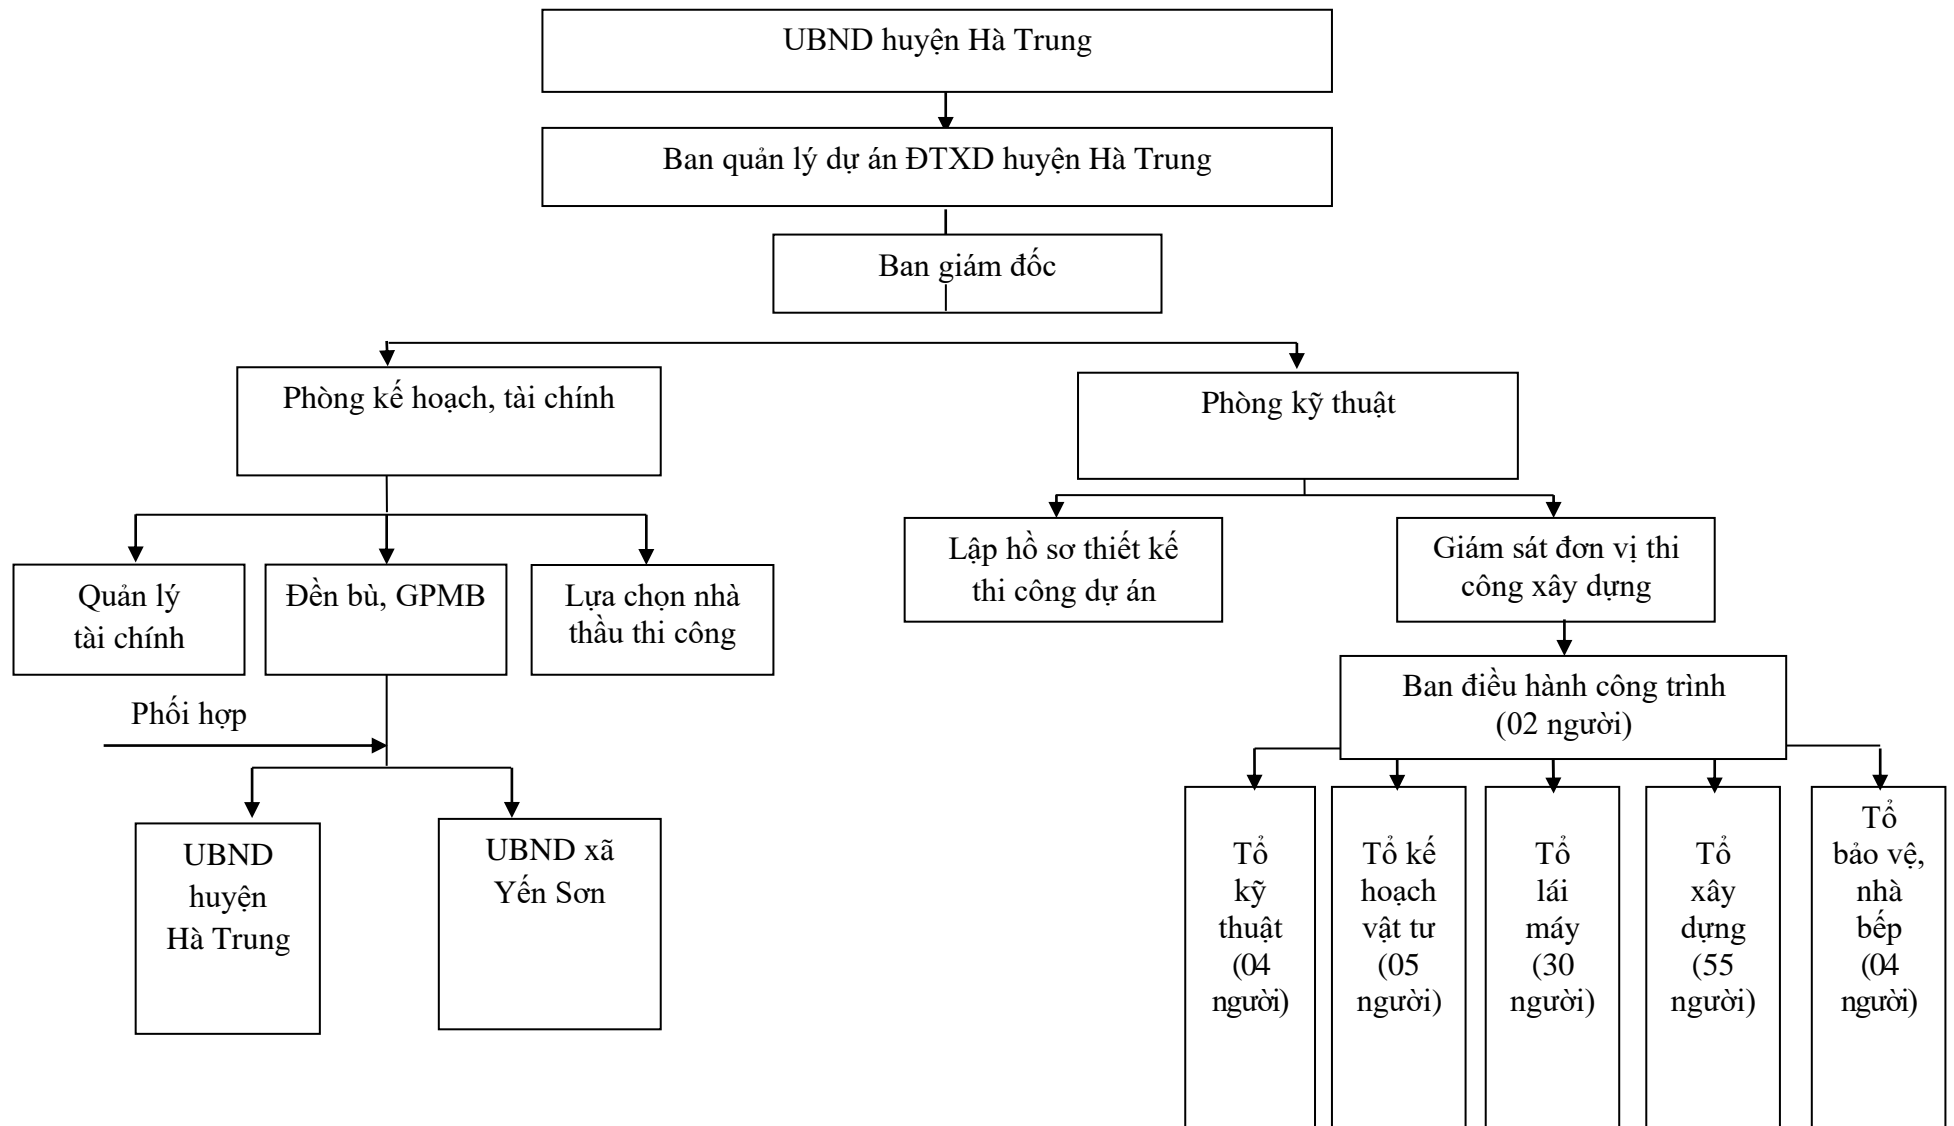 UBND huyện Hà Trung
Ban quản lý dự án ĐTXD huyện Hà Trung
Ban giám đốc
Phòng kế hoạch, tài chính
Phòng kỹ thuật
Quản lý
tài chính
Đền bù, GPMB
Lựa chọn nhà
thầu thi công
Lập hồ sơ thiết kế
thi công dự án
Giám sát đơn vị thi
công xây dựng
Phối hợp
UBND
huyện
Hà Trung
UBND xã
Yến Sơn
Ban điều hành công trình
(02 người)
Tổ
kỹ
thuật
(04
người)
Tổ kế
hoạch
vật tư
(05
người)
Tổ
lái
máy
(30
người)
Tổ
xây
dựng
(55
người)
Tổ
bảo vệ,
nhà
bếp
(04
người)